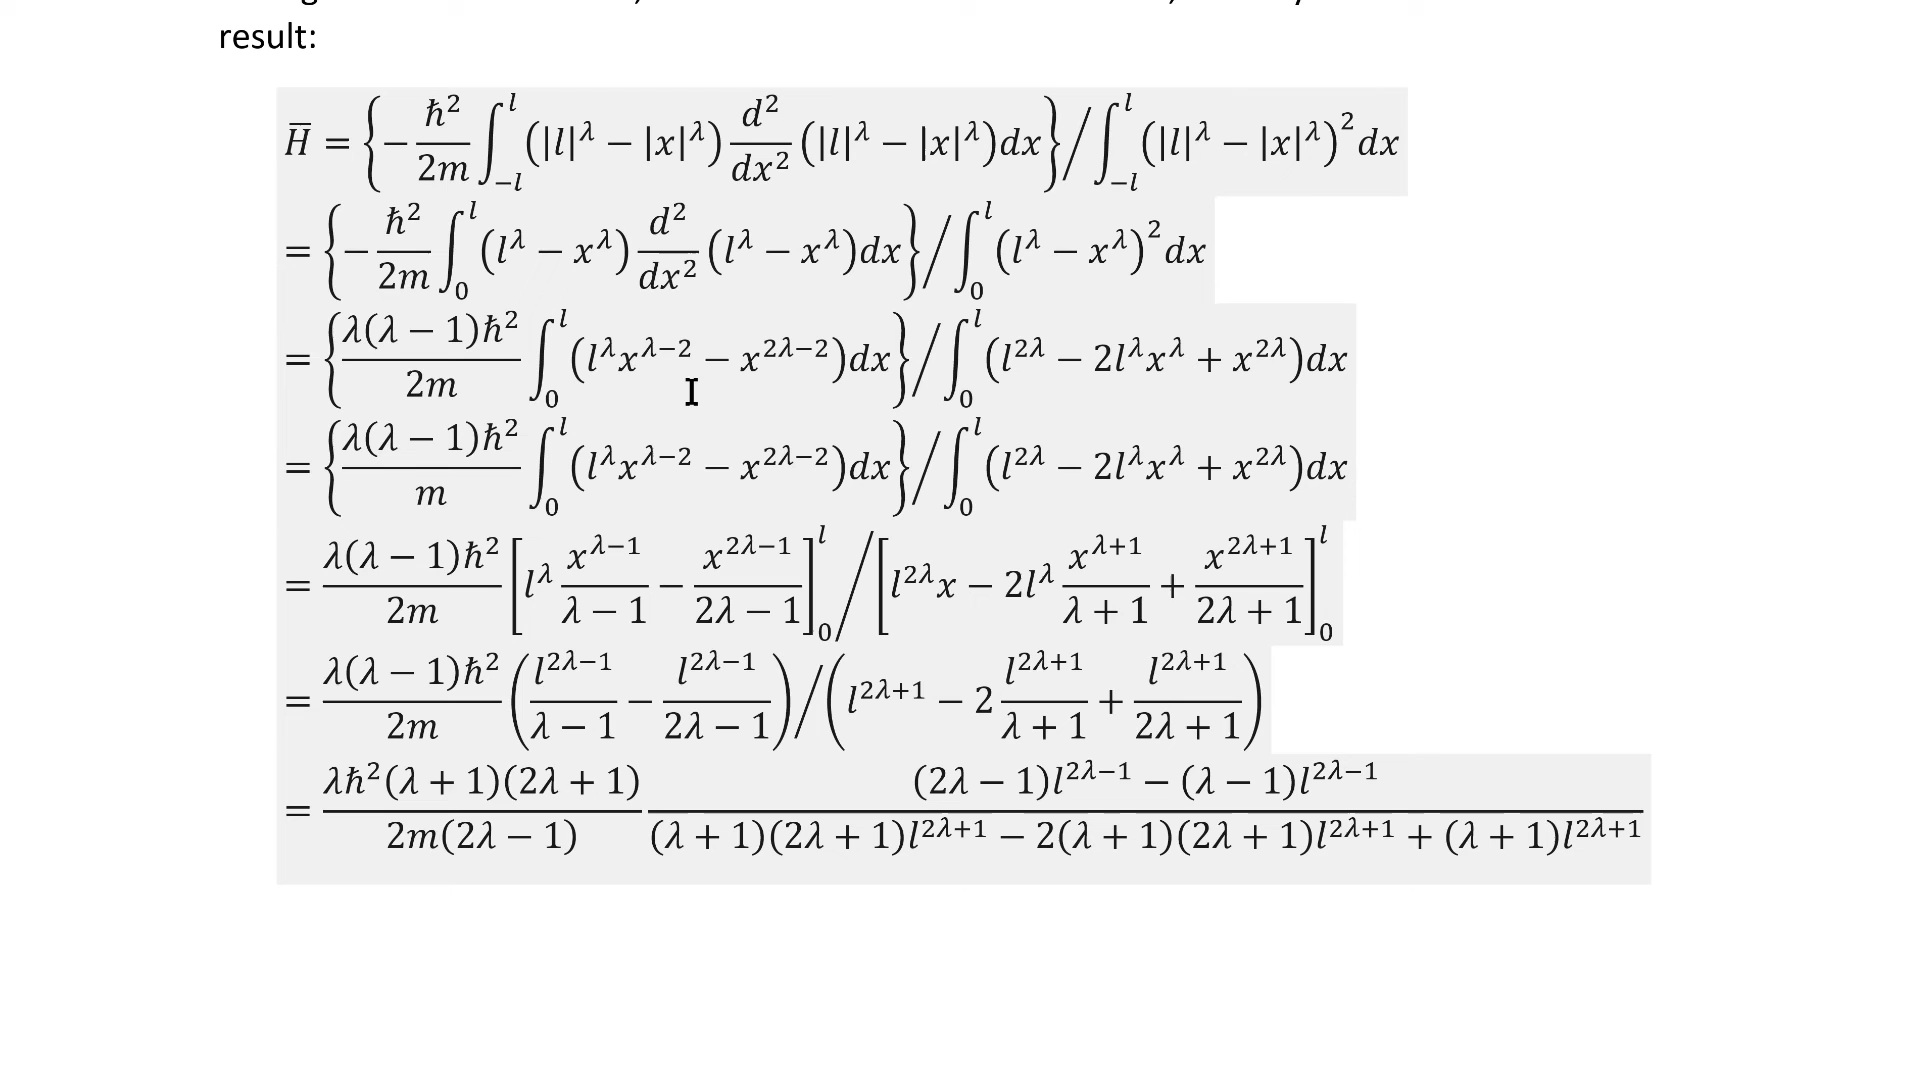 result:
H̅ = {−ħ²/2m ∫_{−l}^{l} (|l|^λ − |x|^λ) d²/dx² (|l|^λ − |x|^λ)dx} / ∫_{−l}^{l} (|l|^λ − |x|^λ)² dx
= {−ħ²/2m ∫_0^l (l^λ − x^λ) d²/dx² (l^λ − x^λ)dx} / ∫_0^l (l^λ − x^λ)² dx
= {λ(λ − 1)ħ²/2m ∫_0^l (l^λ x^{λ−2} − x^{2λ−2})dx} / ∫_0^l (l^{2λ} − 2l^λ x^λ + x^{2λ})dx
= {λ(λ − 1)ħ²/m ∫_0^l (l^λ x^{λ−2} − x^{2λ−2})dx} / ∫_0^l (l^{2λ} − 2l^λ x^λ + x^{2λ})dx
= λ(λ − 1)ħ²/2m [l^λ x^{λ−1}/(λ − 1) − x^{2λ−1}/(2λ − 1)]_0^l / [l^{2λ} x − 2l^λ x^{λ+1}/(λ + 1) + x^{2λ+1}/(2λ + 1)]_0^l
= λ(λ − 1)ħ²/2m (l^{2λ−1}/(λ − 1) − l^{2λ−1}/(2λ − 1)) / (l^{2λ+1} − 2 l^{2λ+1}/(λ + 1) + l^{2λ+1}/(2λ + 1))
= λħ²(λ + 1)(2λ + 1)/2m(2λ − 1) ((2λ − 1)l^{2λ−1} − (λ − 1)l^{2λ−1})/((λ + 1)(2λ + 1)l^{2λ+1} − 2(λ + 1)(2λ + 1)l^{2λ+1} + (λ + 1)l^{2λ+1})